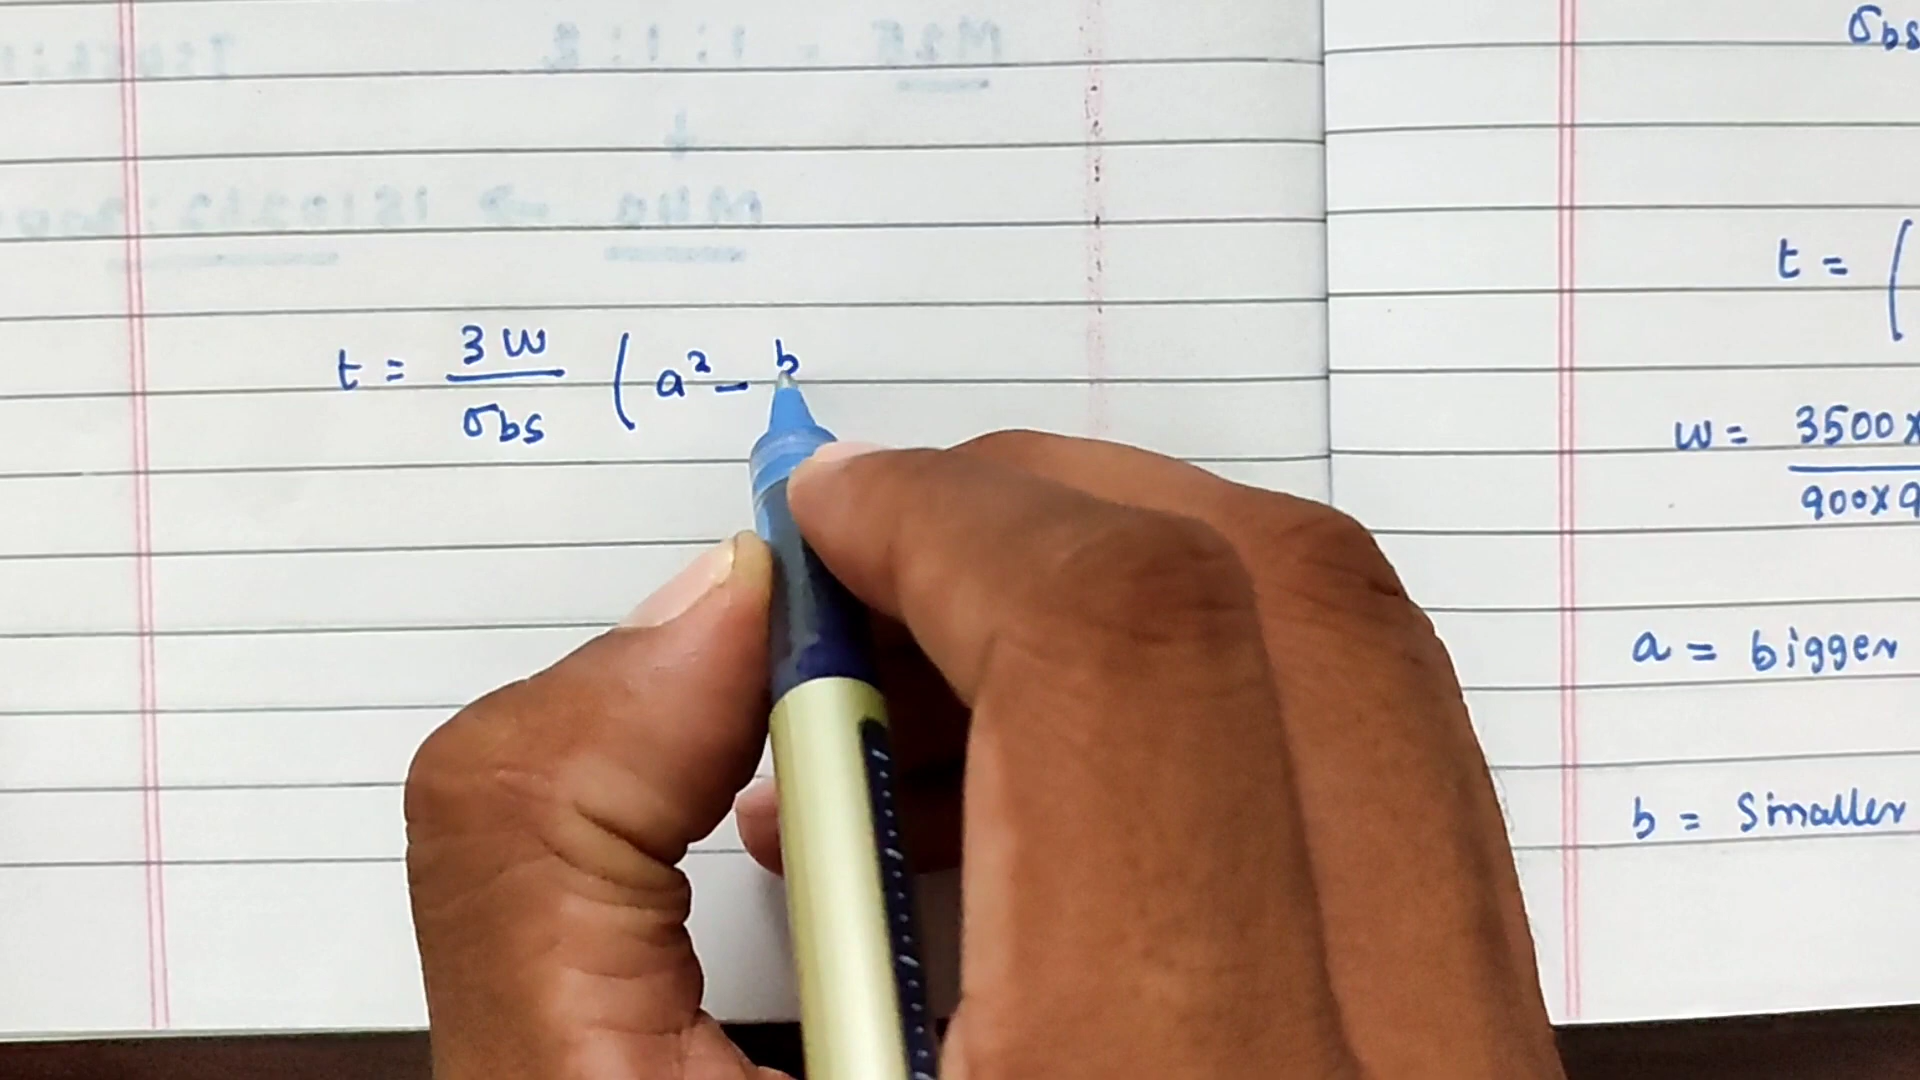 t = 3w / σbs ( a² - b
σbs
t = (
w = 3500x / 900x9
a = bigger
b = smaller